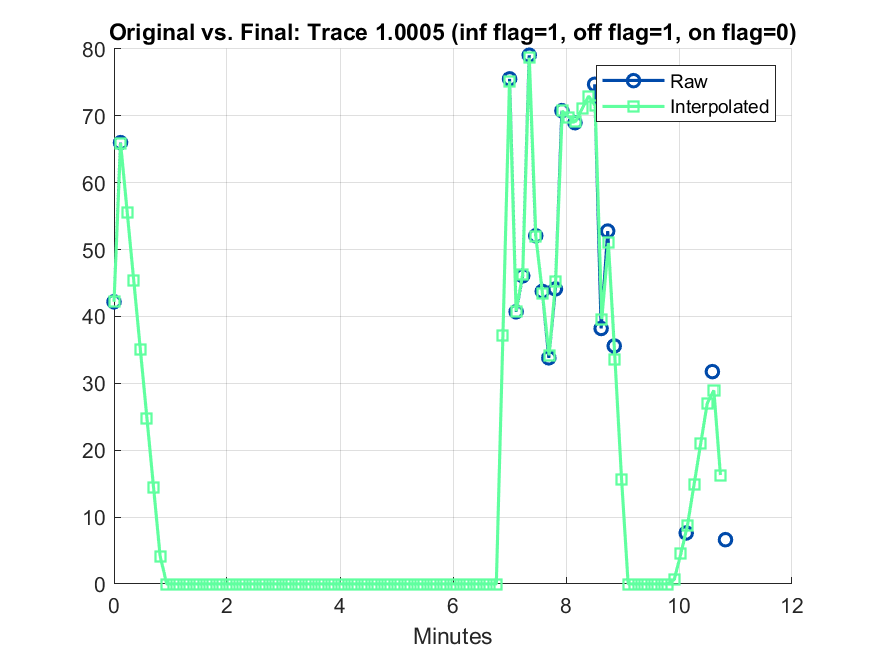 Original vs. Final: Trace 1.0005 (inf flag=1, off flag=1, on flag=0)
80
70
60
50
40
30
20
10
0
Raw
Interpolated
0 2 4 6 8 10 12
Minutes